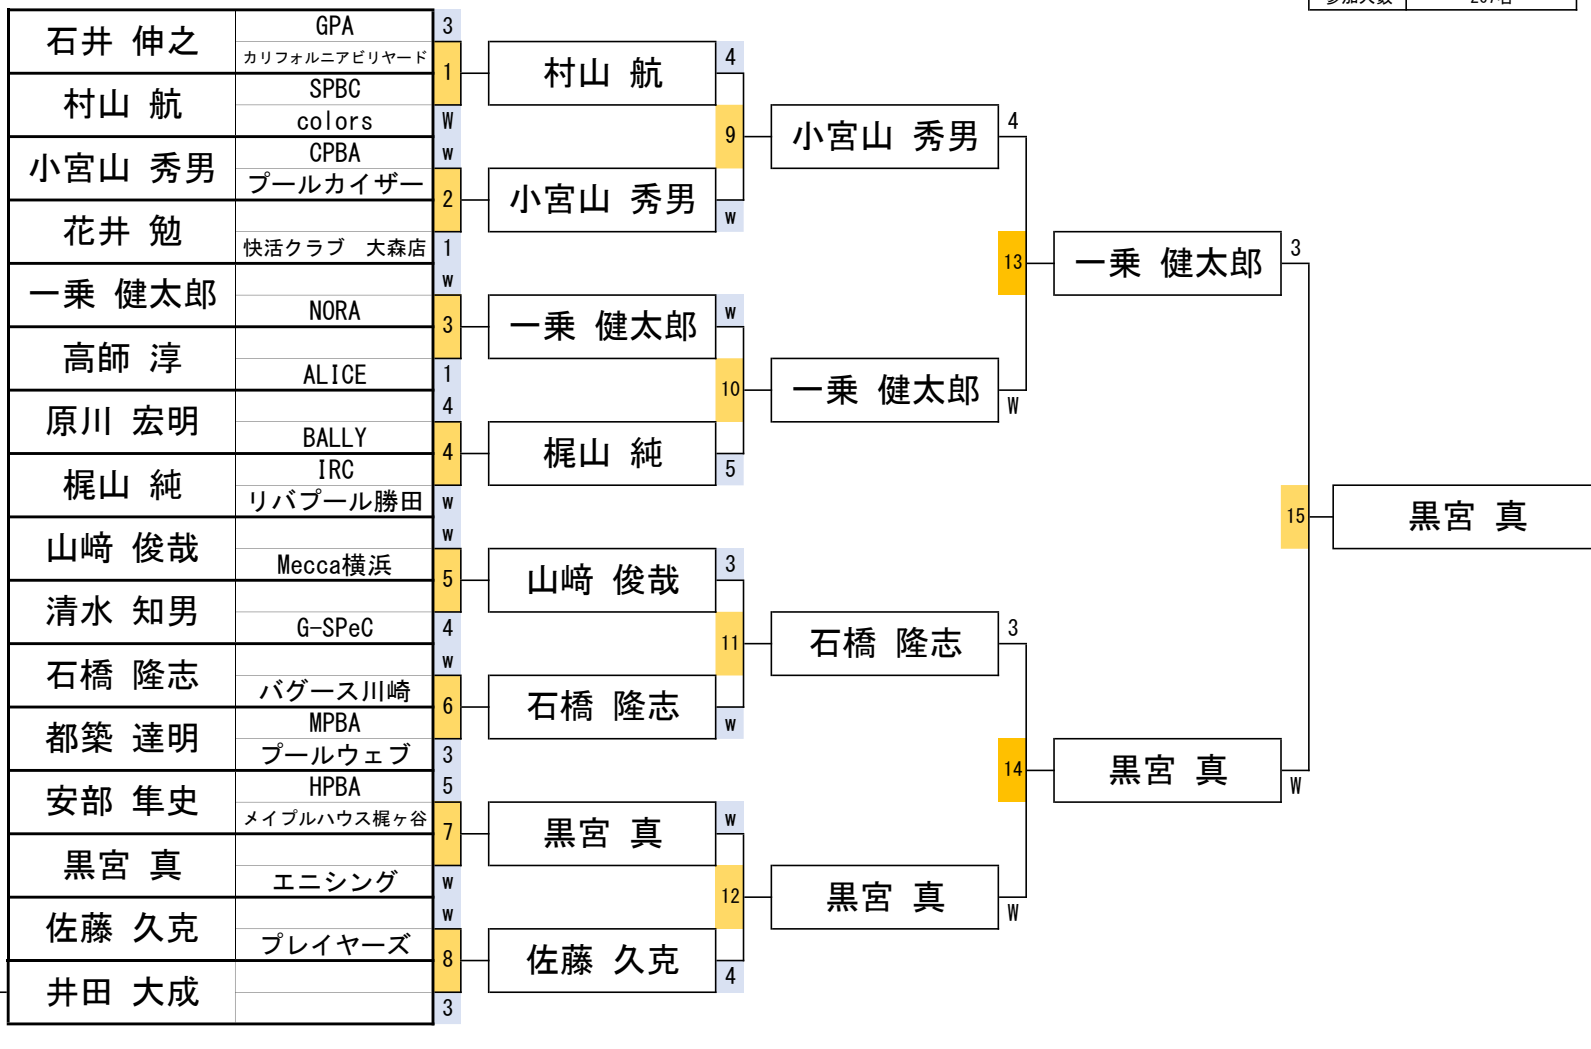 石井 伸之
GPA
カリフォルニアビリヤード
3
1
村山 航
SPBC
colors
W
小宮山 秀男
CPBA
プールカイザー
W
2
花井 勉
快活クラブ 大森店
1
一乗 健太郎
NORA
W
3
高師 淳
ALICE
1
原川 宏明
BALLY
4
4
梶山 純
IRC
リバプール勝田
W
山﨑 俊哉
Mecca横浜
W
5
清水 知男
G-SPeC
4
石橋 隆志
バグース川崎
W
6
都築 達明
MPBA
プールウェブ
3
安部 隼史
HPBA
メイプルハウス梶ヶ谷
5
7
黒宮 真
エニシング
W
佐藤 久克
プレイヤーズ
W
8
井田 大成
3
村山 航
4
9
小宮山 秀男
W
一乗 健太郎
W
10
梶山 純
5
山﨑 俊哉
3
11
石橋 隆志
W
黒宮 真
W
12
佐藤 久克
4
小宮山 秀男
4
13
一乗 健太郎
W
石橋 隆志
3
14
黒宮 真
W
一乗 健太郎
3
15
黒宮 真
W
黒宮 真